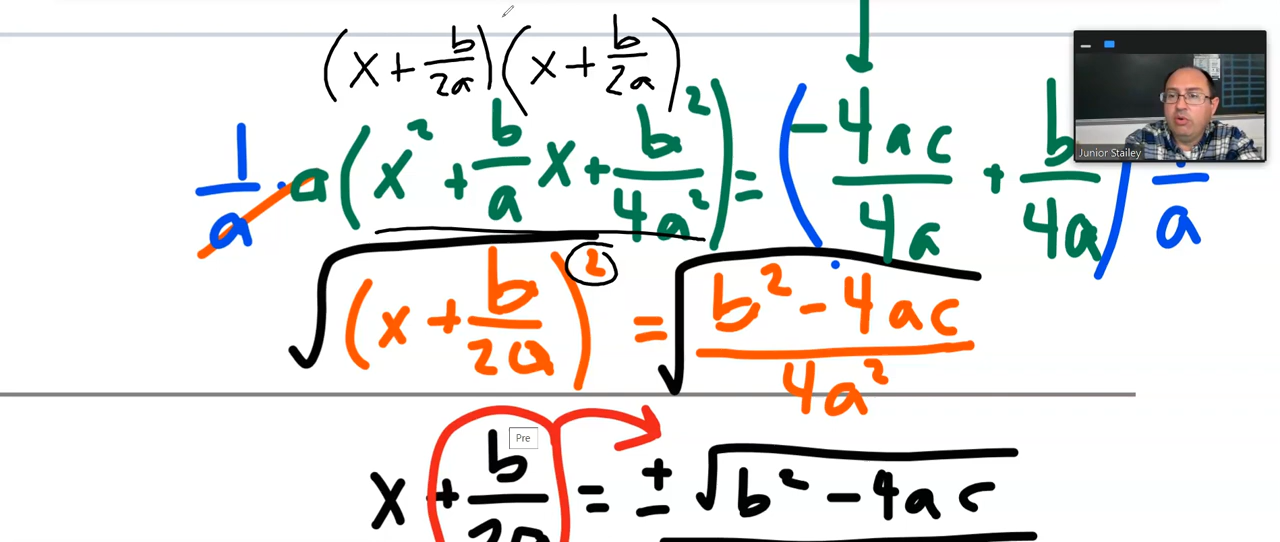 (x + b/2a)(x + b/2a)
1/a · a(x² + b/a x + b²/4a²) = (-4ac/4a + b/4a) 1/a
√(x + b/2a)² = √b² - 4ac/4a²
x + b/2a = ± √b² - 4ac
Pre
Junior Stailey